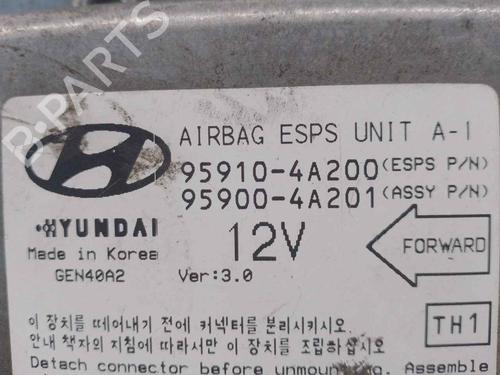 B-PARTS
AIRBAG ESPS UNIT A-1
95910-4A200 (ESPS P/N)
95900-4A201 (ASSY P/N)
HYUNDAI
12V
FORWARD
Made in Korea
GEN40A2
Ver:3.0
이 장치를 떼어내기 전에 커넥터를 분리시키시오
안내 책자의 지침에 따라서만 이 장치를 조립하십시오
TH1
Detach connector before unmounting. Assemble